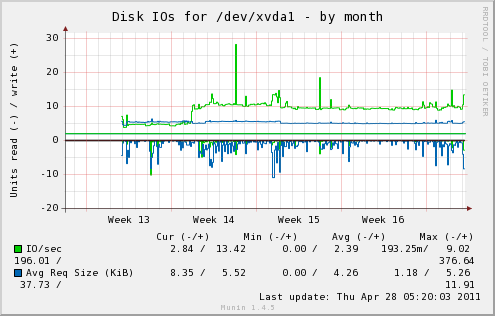 Disk IOs for /dev/xvda1 - by month
RRDTOOL / TOBI OETIKER
Units read (-) / write (+)
30
20
10
0
-10
-20
Week 13 Week 14 Week 15 Week 16
Cur (-/+) Min (-/+) Avg (-/+) Max (-/+)
IO/sec 2.84 / 13.42 0.00 / 2.39 193.25m/ 9.02
196.01 / 376.64
Avg Req Size (KiB) 8.35 / 5.52 0.00 / 4.26 1.18 / 5.26
37.73 / 11.91
Last update: Thu Apr 28 05:20:03 2011
Munin 1.4.5